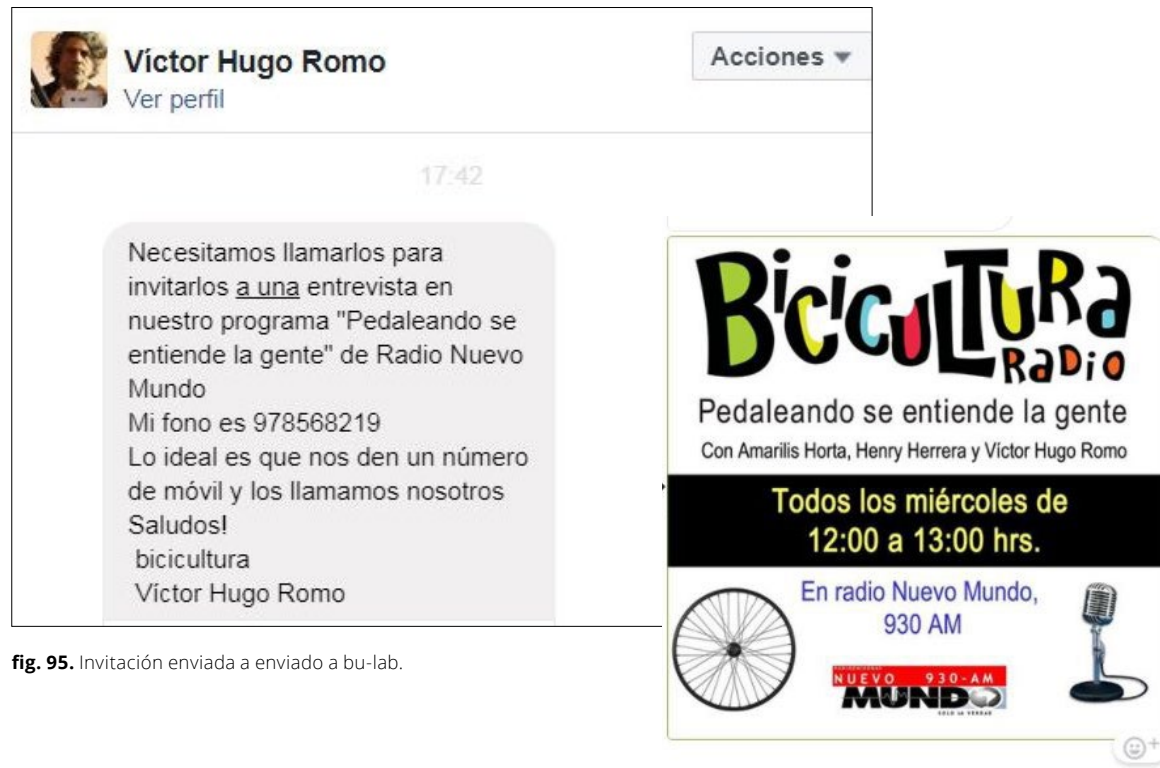 Víctor Hugo Romo
Ver perfil
Acciones
17:42
Necesitamos llamarlos para
invitarlos a una entrevista en
nuestro programa "Pedaleando se
entiende la gente" de Radio Nuevo
Mundo
Mi fono es 978568219
Lo ideal es que nos den un número
de móvil y los llamamos nosotros
Saludos!
bicicultura
Víctor Hugo Romo
BiciCULTURa
RaDio
Pedaleando se entiende la gente
Con Amarilis Horta, Henry Herrera y Víctor Hugo Romo
Todos los miércoles de
12:00 a 13:00 hrs.
En radio Nuevo Mundo,
930 AM
NUEVO 930-AM
MUNDO
SOLO LA VERDAD
fig. 95. Invitación enviada a enviado a bu-lab.